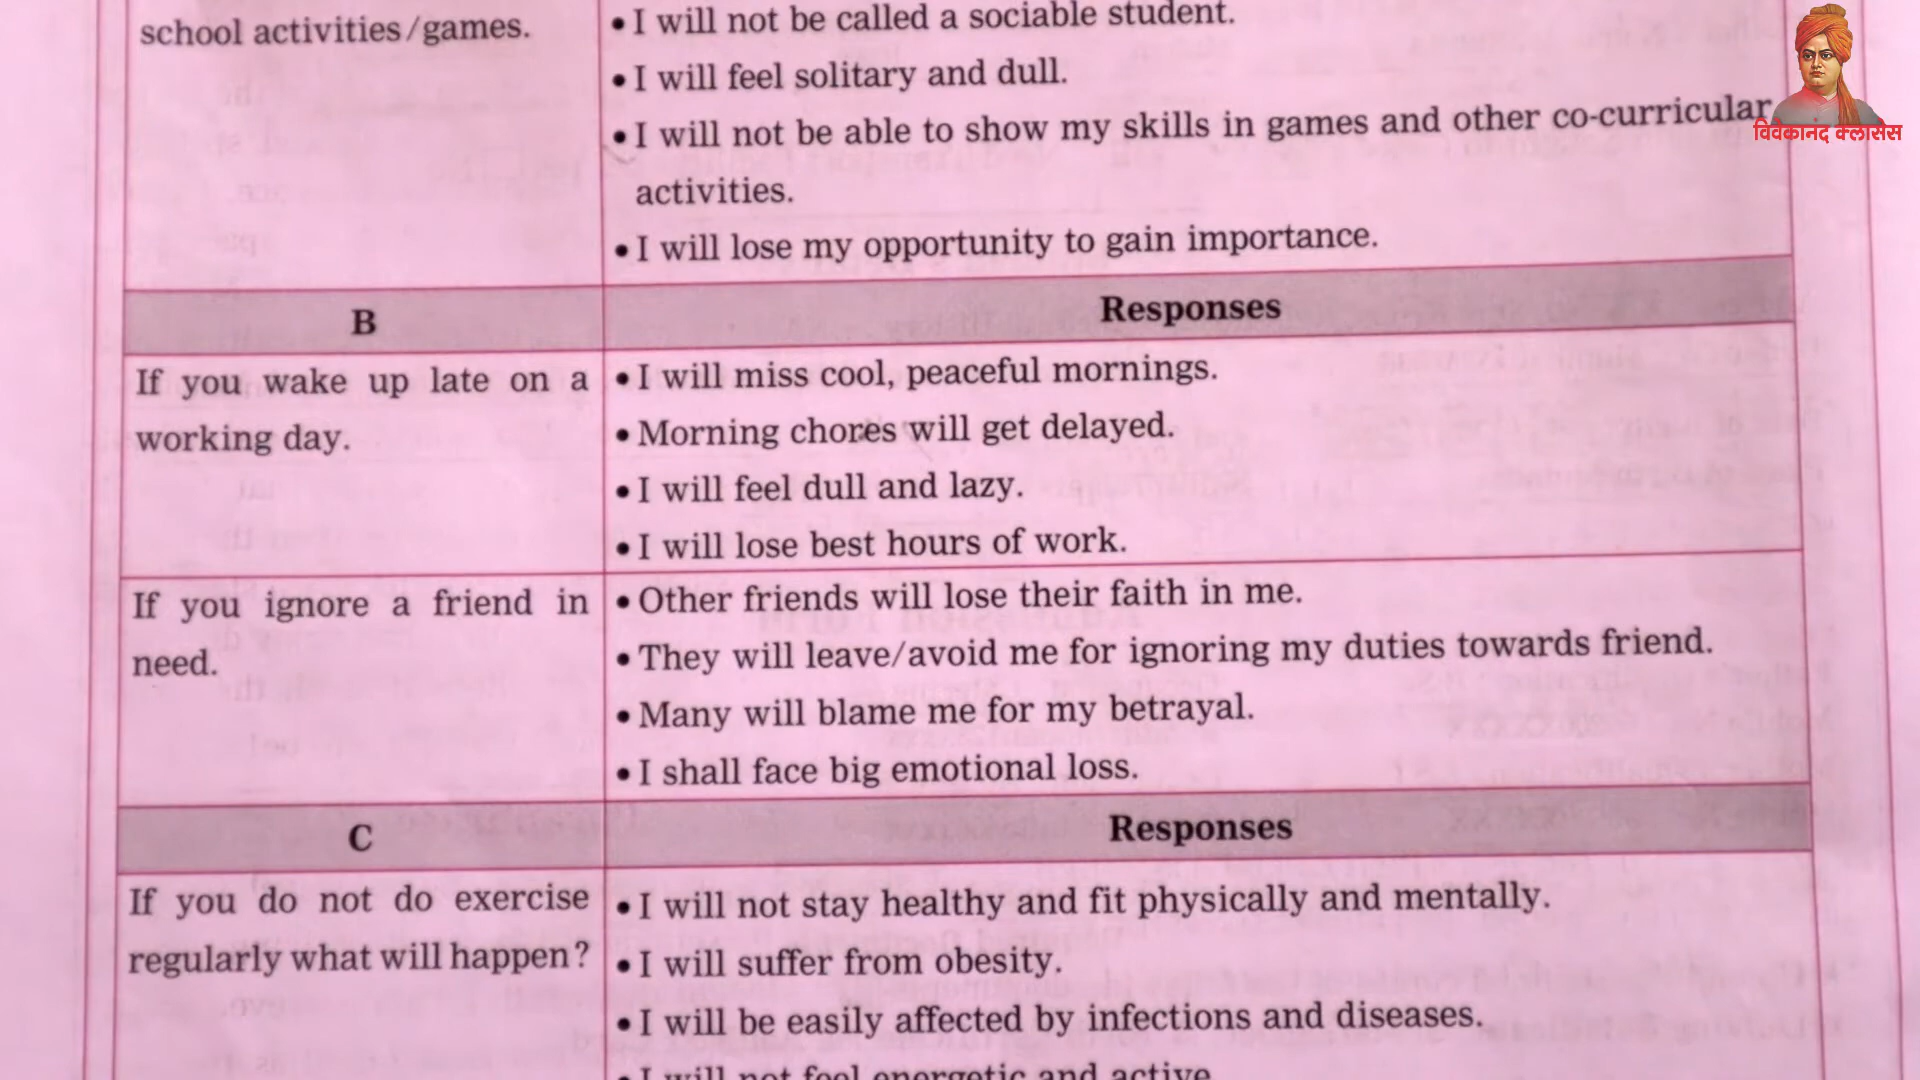 school activities/games.
• I will not be called a sociable student.
• I will feel solitary and dull.
• I will not be able to show my skills in games and other co-curricular
activities.
• I will lose my opportunity to gain importance.
विवेकानंद क्लासेस
B
Responses
If you wake up late on a
working day.
• I will miss cool, peaceful mornings.
• Morning chores will get delayed.
• I will feel dull and lazy.
• I will lose best hours of work.
If you ignore a friend in
need.
• Other friends will lose their faith in me.
• They will leave/avoid me for ignoring my duties towards friend.
• Many will blame me for my betrayal.
• I shall face big emotional loss.
C
Responses
If you do not do exercise
regularly what will happen?
• I will not stay healthy and fit physically and mentally.
• I will suffer from obesity.
• I will be easily affected by infections and diseases.
• I will not feel energetic and active